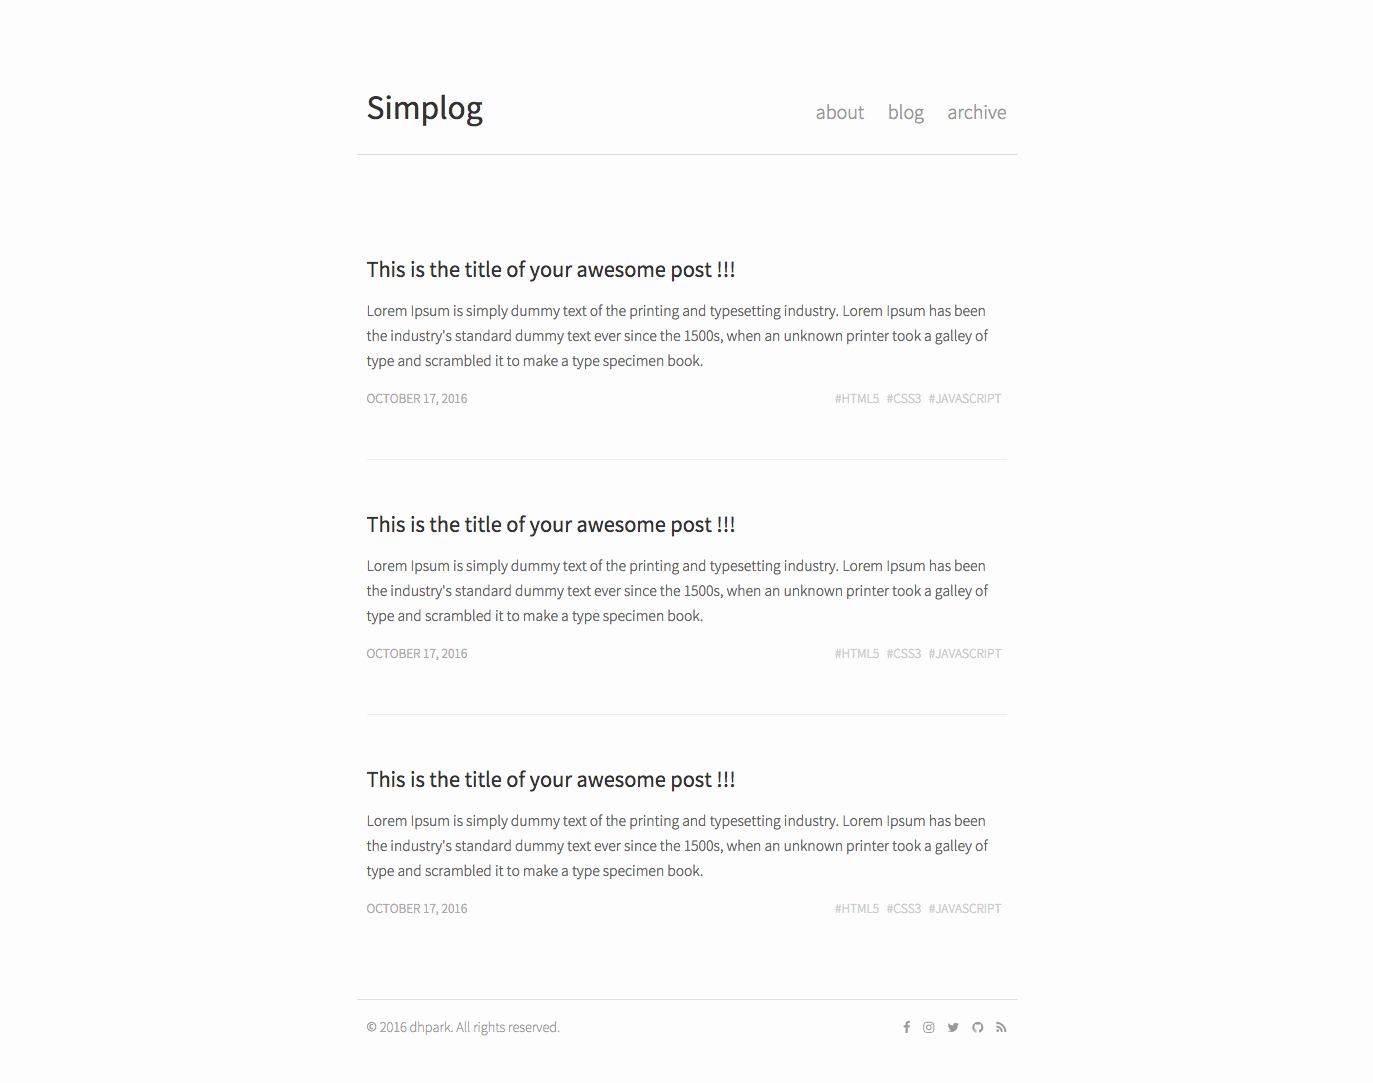 Simplog
about blog archive
This is the title of your awesome post !!!
Lorem Ipsum is simply dummy text of the printing and typesetting industry. Lorem Ipsum has been
the industry's standard dummy text ever since the 1500s, when an unknown printer took a galley of
type and scrambled it to make a type specimen book.
OCTOBER 17, 2016 #HTML5 #CSS3 #JAVASCRIPT
This is the title of your awesome post !!!
Lorem Ipsum is simply dummy text of the printing and typesetting industry. Lorem Ipsum has been
the industry's standard dummy text ever since the 1500s, when an unknown printer took a galley of
type and scrambled it to make a type specimen book.
OCTOBER 17, 2016 #HTML5 #CSS3 #JAVASCRIPT
This is the title of your awesome post !!!
Lorem Ipsum is simply dummy text of the printing and typesetting industry. Lorem Ipsum has been
the industry's standard dummy text ever since the 1500s, when an unknown printer took a galley of
type and scrambled it to make a type specimen book.
OCTOBER 17, 2016 #HTML5 #CSS3 #JAVASCRIPT
© 2016 dhpark. All rights reserved.